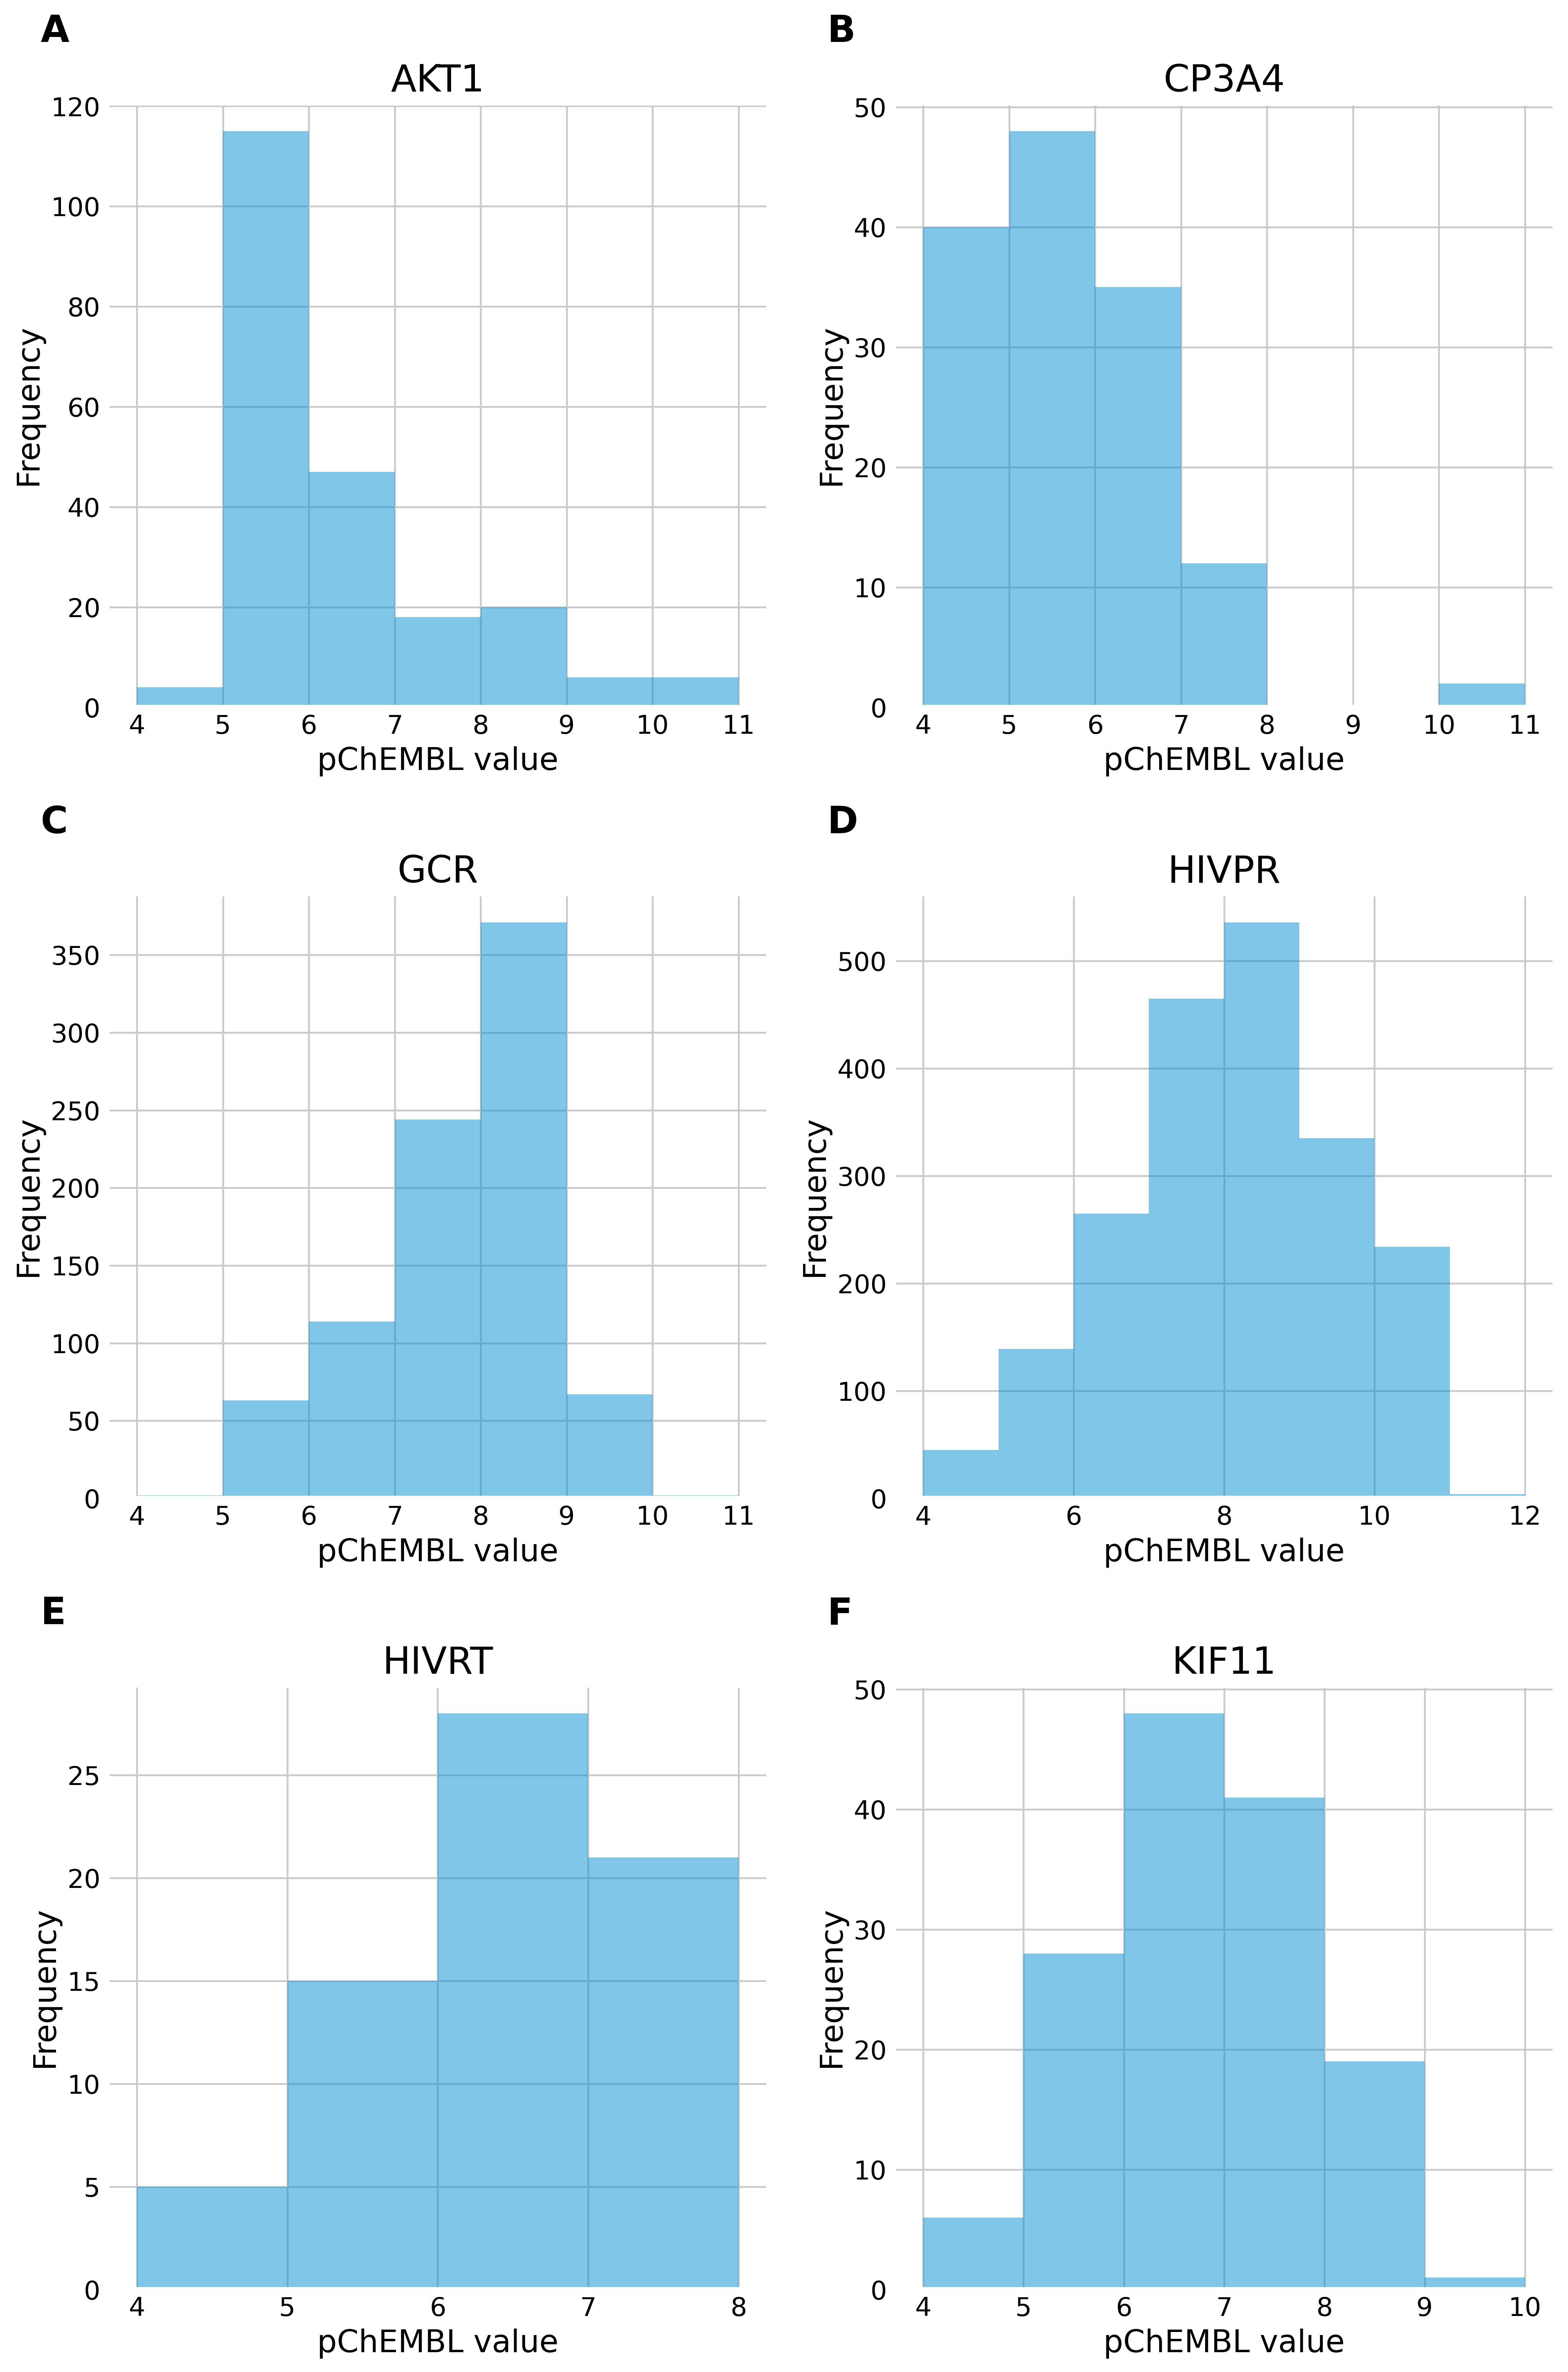 A
AKT1
Frequency
120
100
80
60
40
20
0
4 5 6 7 8 9 10 11
pChEMBL value
B
CP3A4
Frequency
50
40
30
20
10
0
4 5 6 7 8 9 10 11
pChEMBL value
C
GCR
Frequency
350
300
250
200
150
100
50
0
4 5 6 7 8 9 10 11
pChEMBL value
D
HIVPR
Frequency
500
400
300
200
100
0
4 6 8 10 12
pChEMBL value
E
HIVRT
Frequency
25
20
15
10
5
0
4 5 6 7 8
pChEMBL value
F
KIF11
Frequency
50
40
30
20
10
0
4 5 6 7 8 9 10
pChEMBL value